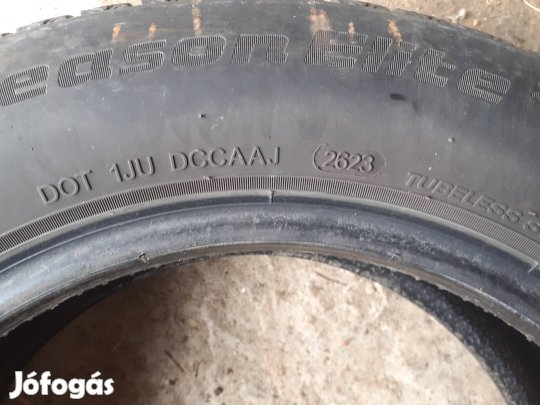 eason Elite
DOT 1JU DCCAAJ 2623
TUBELESS S
Jófogás